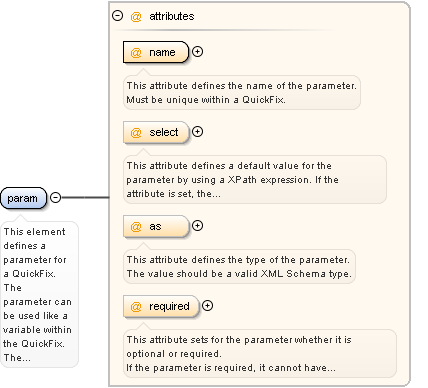 attributes
@ name
This attribute defines the name of the parameter.
Must be unique within a QuickFix.
@ select
This attribute defines a default value for the
parameter by using a XPath expression. If the
attribute is set, the...
param
This element
defines a
parameter for
a QuickFix.
The
parameter can
be used like a
variable within
the QuickFix.
The...
@ as
This attribute defines the type of the parameter.
The value should be a valid XML Schema type.
@ required
This attribute sets for the parameter whether it is
optional or required.
If the parameter is required, it cannot have...